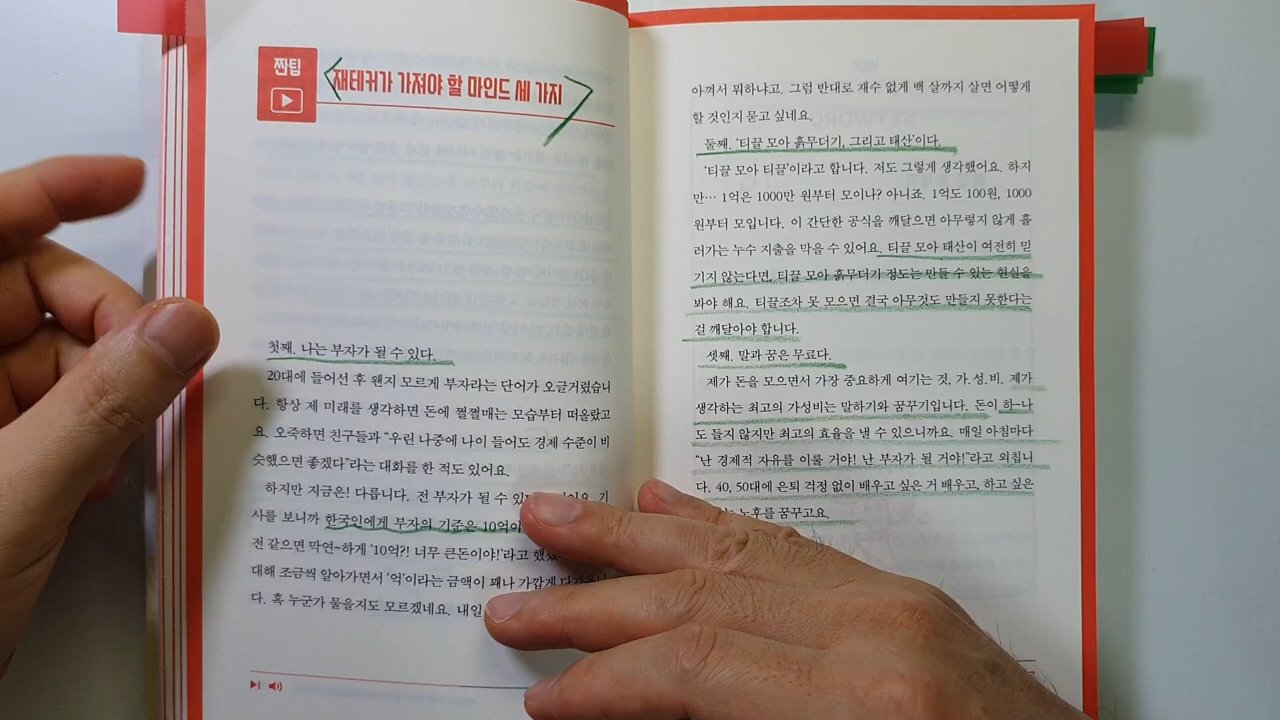 짠팁
재테커가 가져야 할 마인드 세 가지
첫째. 나는 부자가 될 수 있다.
20대에 들어선 후 왠지 모르게 부자라는 단어가 오글거렸습니
다. 항상 제 미래를 생각하면 돈에 쩔쩔매는 모습부터 떠올랐고
요. 오죽하면 친구들과 “우린 나중에 나이 들어도 경제 수준이 비
슷했으면 좋겠다”라는 대화를 한 적도 있어요.
하지만 지금은! 다릅니다. 전 부자가 될 수 기
사를 보니까 한국인에게 부자의 기준은
전 같으면 막연~하게 ‘10억?! 너무 큰돈이야!’라고
대해 조금씩 알아가면서 ‘억’이라는 금액이 꽤나 가깝게
다. 혹 누군가 물을지도 모르겠네요. 내일
아껴서 뭐하냐고. 그럼 반대로 재수 없게 백 살까지 살면 어떻게
할 것인지 묻고 싶네요.
둘째. ‘티끌 모아 흙무더기, 그리고 태산’이다.
‘티끌 모아 티끌’이라고 합니다. 저도 그렇게 생각했어요. 하지
만… 1억은 1000만 원부터 모이나? 아니죠. 1억도 100원, 1000
원부터 모입니다. 이 간단한 공식을 깨달으면 아무렇지 않게 흘
러가는 누수 지출을 막을 수 있어요. 티끌 모아 태산이 여전히 믿
기지 않는다면, 티끌 모아 흙무더기 정도는 만들 수 있는 현실을
봐야 해요. 티끌조차 못 모으면 결국 아무것도 만들지 못한다는
걸 깨달아야 합니다.
셋째. 말과 꿈은 무료다.
제가 돈을 모으면서 가장 중요하게 여기는 것, 가.성.비. 제가
생각하는 최고의 가성비는 말하기와 꿈꾸기입니다. 돈이 하~나
도 들지 않지만 최고의 효율을 낼 수 있으니까요. 매일 아침마다
“난 경제적 자유를 이룰 거야! 난 부자가 될 거야!”라고 외칩니
다. 40, 50대에 은퇴 걱정 없이 배우고 싶은 거 배우고, 하고 싶은
노후를 꿈꾸고요.